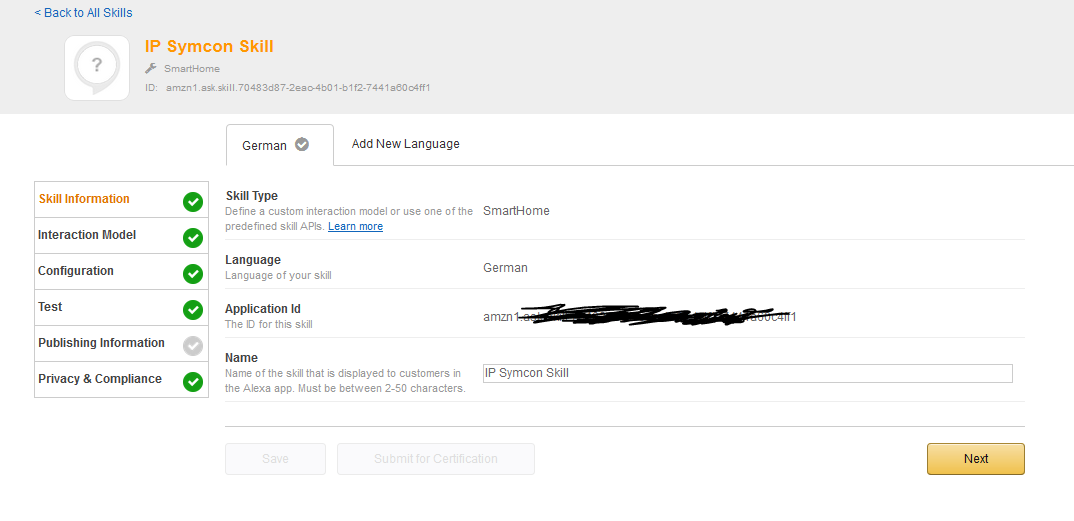 < Back to All Skills
?
IP Symcon Skill
SmartHome
ID: amzn1.ask.skill.70483d87-2eac-4b01-b1f2-7441a60c4ff1
German
Add New Language
Skill Information
Interaction Model
Configuration
Test
Publishing Information
Privacy & Compliance
Skill Type
Define a custom interaction model or use one of the
predefined skill APIs. Learn more
SmartHome
Language
Language of your skill
German
Application Id
The ID for this skill
Name
Name of the skill that is displayed to customers in
the Alexa app. Must be between 2-50 characters.
IP Symcon Skill
Save
Submit for Certification
Next